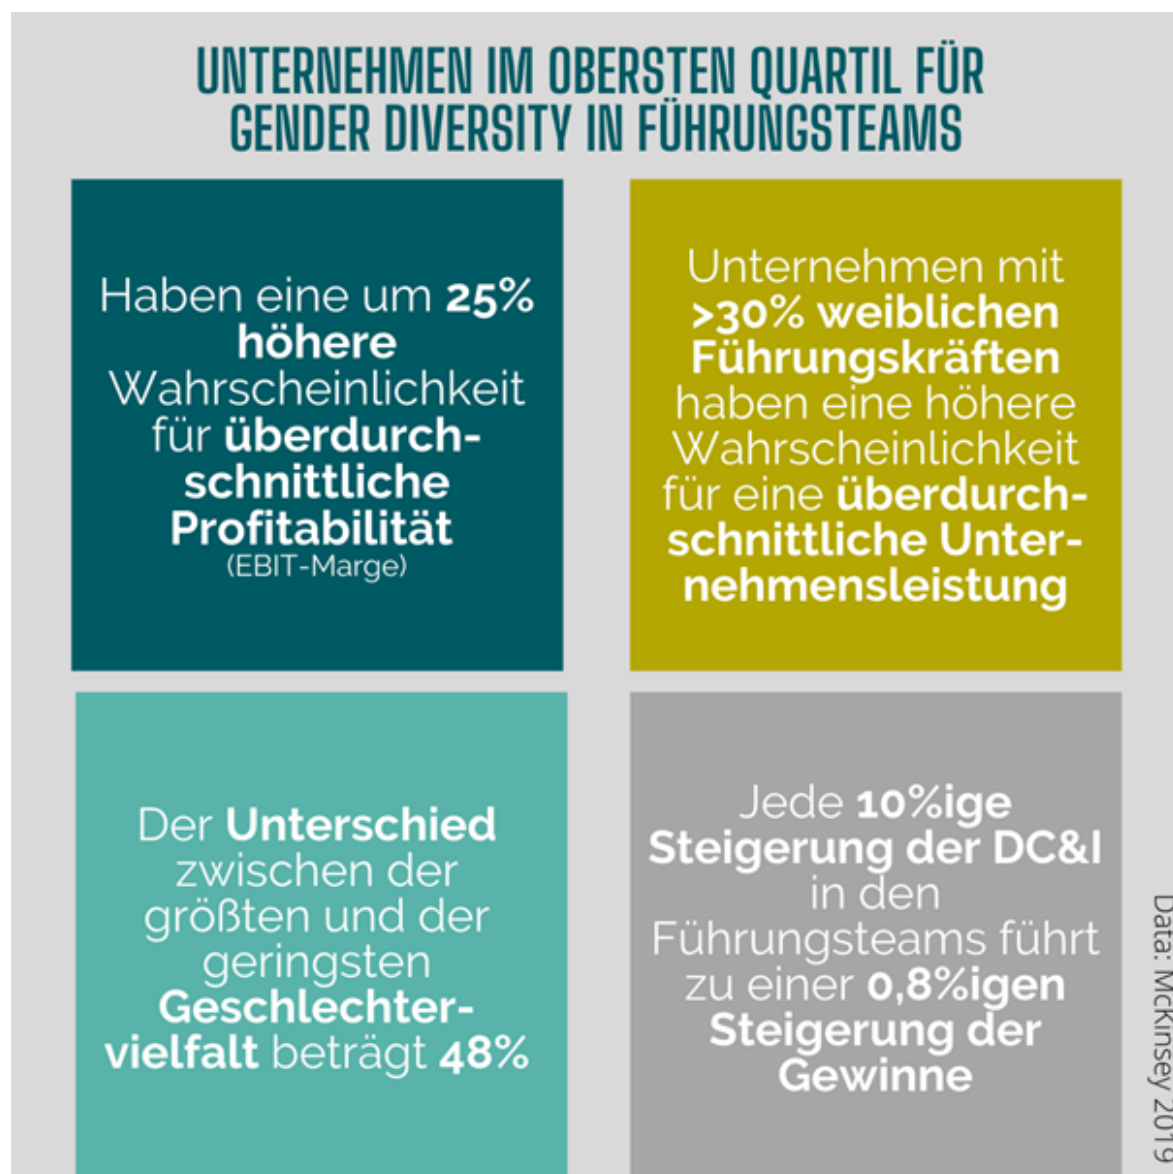 UNTERNEHMEN IM OBERSTEN QUARTIL FÜR
GENDER DIVERSITY IN FÜHRUNGSTEAMS
Haben eine um 25%
höhere
Wahrscheinlichkeit
für überdurch-
schnittliche
Profitabilität
(EBIT-Marge)
Unternehmen mit
>30% weiblichen
Führungskräften
haben eine höhere
Wahrscheinlichkeit
für eine überdurch-
schnittliche Unter-
nehmensleistung
Der Unterschied
zwischen der
größten und der
geringsten
Geschlechter-
vielfalt beträgt 48%
Jede 10%ige
Steigerung der DC&I
in den
Führungsteams führt
zu einer 0,8%igen
Steigerung der
Gewinne
Data: McKinsey 2019